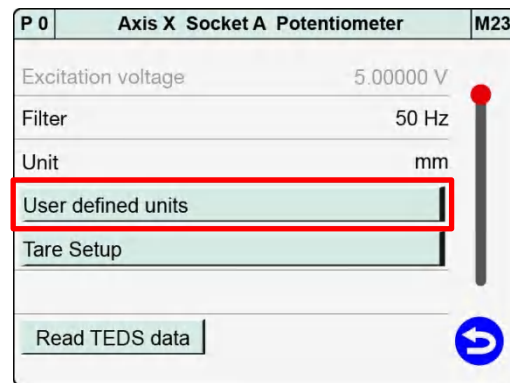 P 0 Axis X Socket A Potentiometer M23
Excitation voltage 5.00000 V
Filter 50 Hz
Unit mm
User defined units
Tare Setup
Read TEDS data